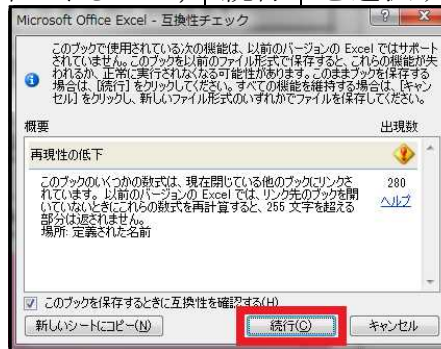 Microsoft Office Excel - 互換性チェック
このブックで使用されている次の機能は、以前のバージョンの Excel ではサポート
されていません。このブックを以前のファイル形式で保存すると、これらの機能が失
われるか、正常に実行されなくなる可能性があります。このままブックを保存する
場合は、[続行] をクリックしてください。すべての機能を維持する場合は、[キャン
セル] をクリックし、新しいファイル形式のいずれかでファイルを保存してください。
概要 出現数
再現性の低下
このブックのいくつかの数式は、現在閉じている他のブックにリンクさ 280
れています。以前のバージョンの Excel では、リンク先のブックを開 ヘルプ
いていないときにこれらの数式を再計算すると、255 文字を超える
部分は返されません。
場所: 定義された名前
このブックを保存するときに互換性を確認する(H)
新しいシートにコピー(N) 続行(C) キャンセル